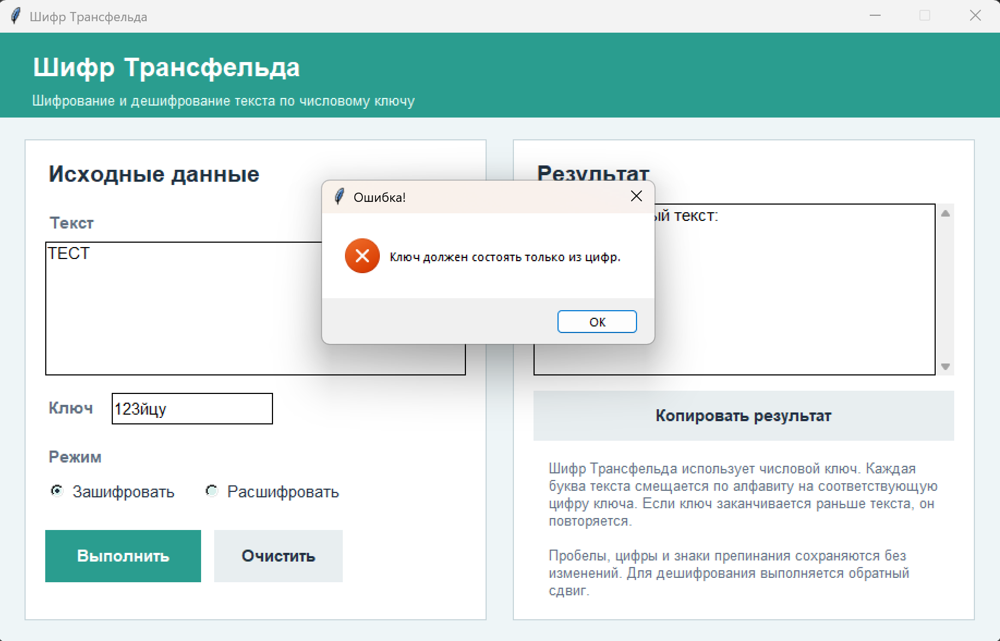 Шифр Трансфельда
Шифр Трансфельда
Шифрование и дешифрование текста по числовому ключу
Исходные данные
Текст
ТЕСТ
Ключ
123йцу
Режим
Зашифровать
Расшифровать
Выполнить
Очистить
Ошибка!
Ключ должен состоять только из цифр.
OK
Результат
текст:
Копировать результат
Шифр Трансфельда использует числовой ключ. Каждая
буква текста смещается по алфавиту на соответствующую
цифру ключа. Если ключ заканчивается раньше текста, он
повторяется.
Пробелы, цифры и знаки препинания сохраняются без
изменений. Для дешифрования выполняется обратный
сдвиг.